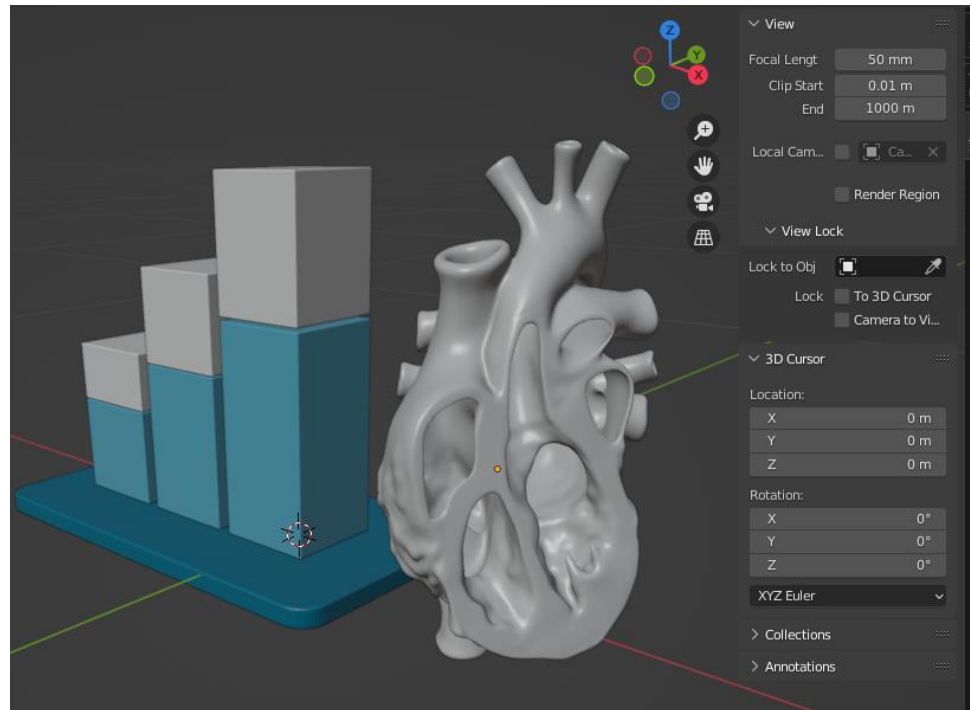 Z
Y
X
View
Focal Lengt 50 mm
Clip Start 0.01 m
End 1000 m
Local Cam... Ca...
Render Region
View Lock
Lock to Obj
Lock To 3D Cursor
Camera to Vi...
3D Cursor
Location:
X 0 m
Y 0 m
Z 0 m
Rotation:
X 0°
Y 0°
Z 0°
XYZ Euler
Collections
Annotations